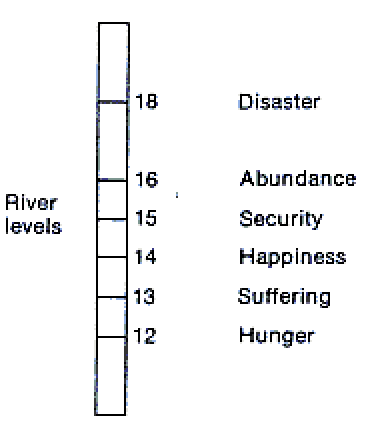 18 Disaster
16 Abundance
River levels
15 Security
14 Happiness
13 Suffering
12 Hunger